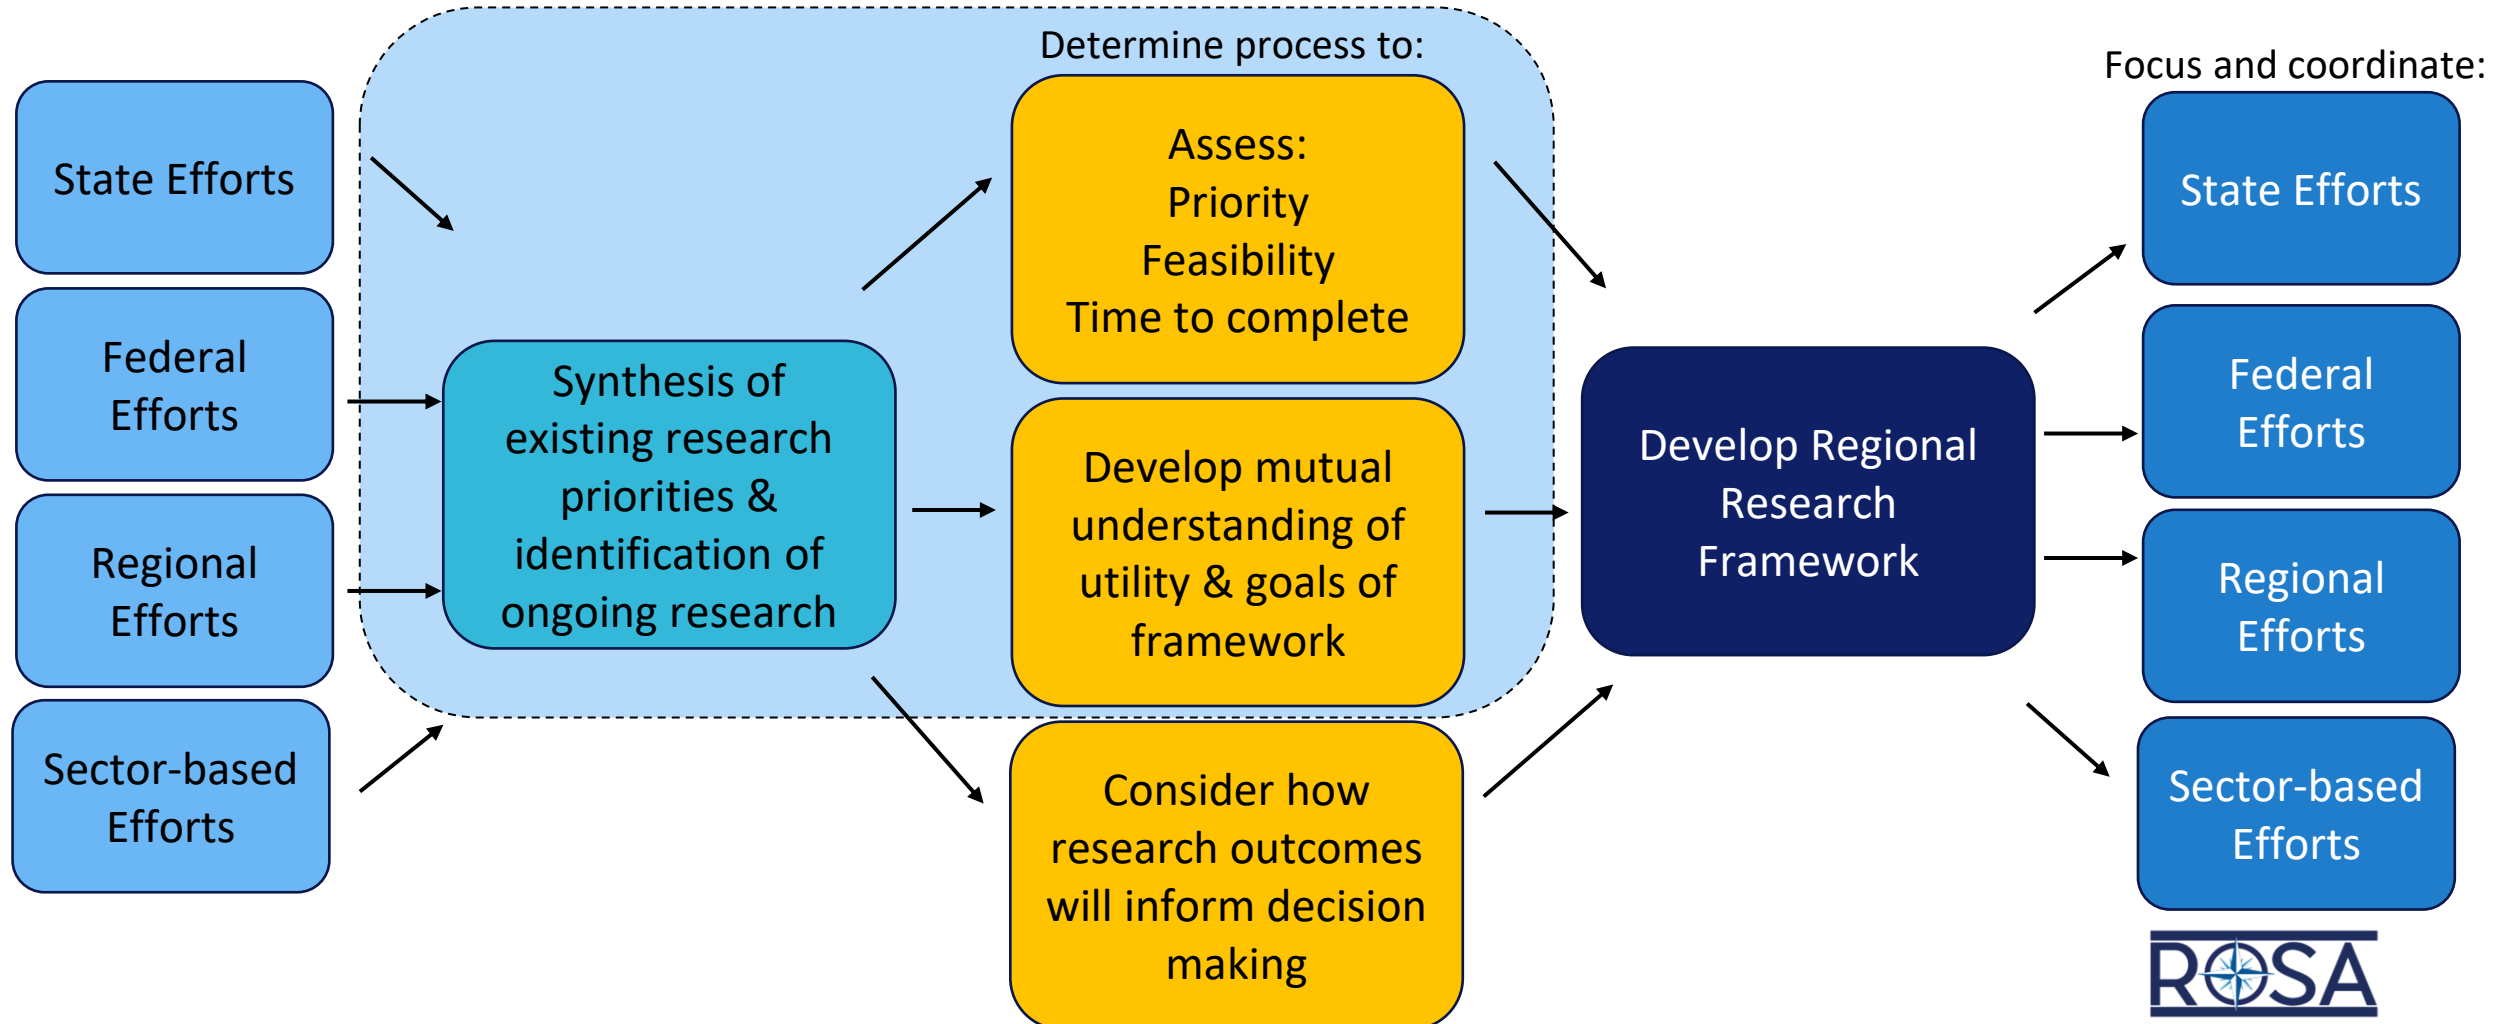 State Efforts
Federal
Efforts
Regional
Efforts
Sector-based
Efforts
Synthesis of
existing research
priorities &
identification of
ongoing research
Determine process to:
Assess:
Priority
Feasibility
Time to complete
Develop mutual
understanding of
utility & goals of
framework
Consider how
research outcomes
will inform decision
making
Develop Regional
Research
Framework
Focus and coordinate:
State Efforts
Federal
Efforts
Regional
Efforts
Sector-based
Efforts
ROSA